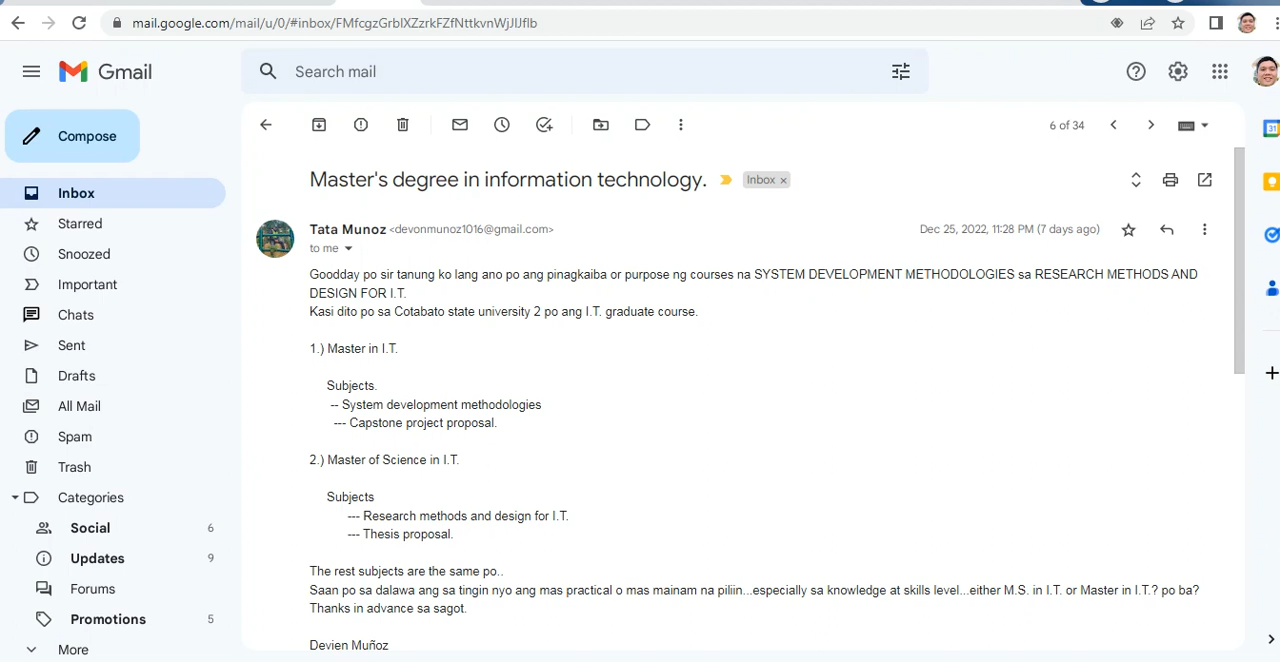 mail.google.com/mail/u/0/#inbox/FMfcgzGrblXZzrkFZfNttkvnWjJIJflb
Gmail
Search mail
Compose
6 of 34
Inbox
Starred
Snoozed
Important
Chats
Sent
Drafts
All Mail
Spam
Trash
Categories
Social 6
Updates 9
Forums
Promotions 5
More
Master's degree in information technology. Inbox ×
Tata Munoz <devonmunoz1016@gmail.com> Dec 25, 2022, 11:28 PM (7 days ago)
to me
Goodday po sir tanung ko lang ano po ang pinagkaiba or purpose ng courses na SYSTEM DEVELOPMENT METHODOLOGIES sa RESEARCH METHODS AND
DESIGN FOR I.T.
Kasi dito po sa Cotabato state university 2 po ang I.T. graduate course.
1.) Master in I.T.
Subjects.
-- System development methodologies
--- Capstone project proposal.
2.) Master of Science in I.T.
Subjects
--- Research methods and design for I.T.
--- Thesis proposal.
The rest subjects are the same po..
Saan po sa dalawa ang sa tingin nyo ang mas practical o mas mainam na piliin...especially sa knowledge at skills level...either M.S. in I.T. or Master in I.T.? po ba?
Thanks in advance sa sagot.
Devien Muñoz
31